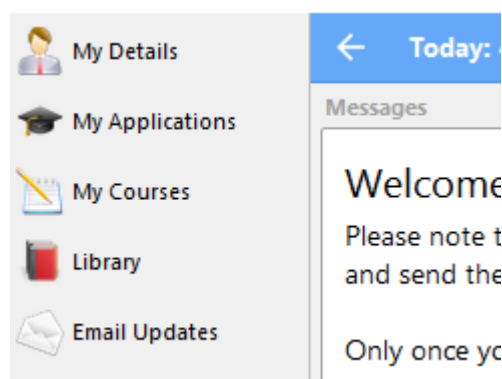 My Details
My Applications
My Courses
Library
Email Updates
Today:
Messages
Welcome
Please note
and send the
Only once